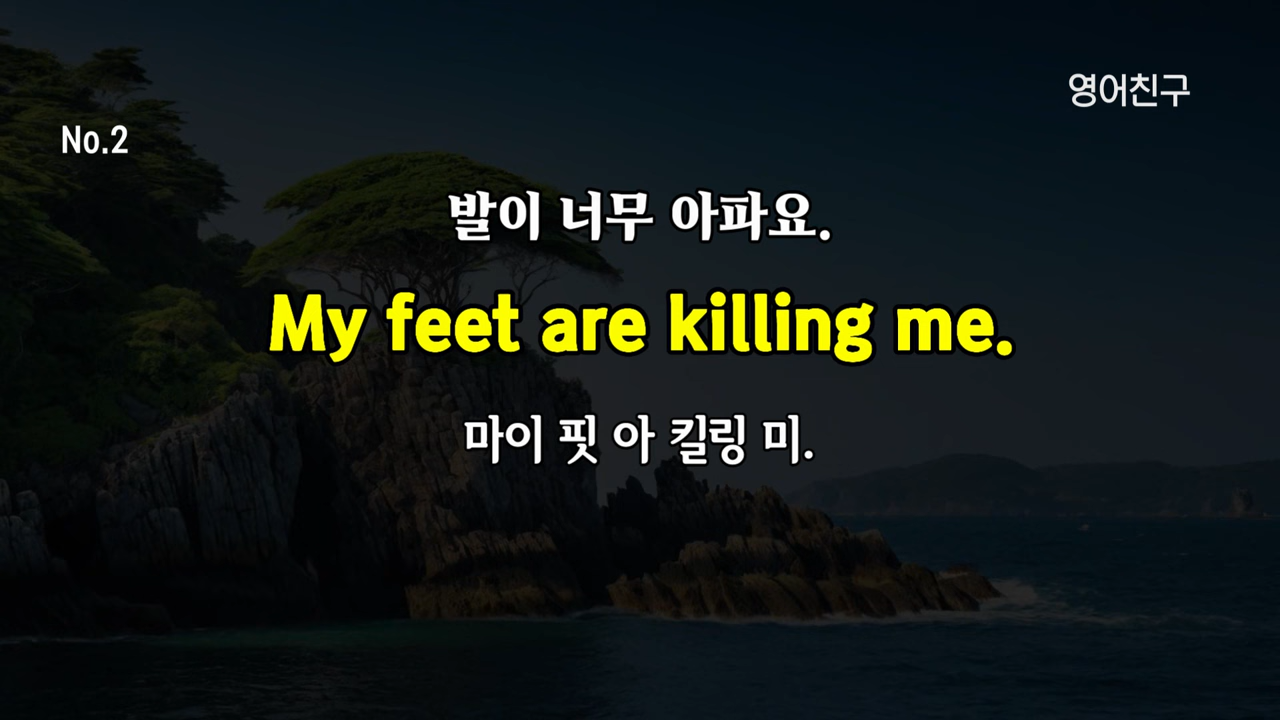 영어친구
No.2
발이 너무 아파요.
My feet are killing me.
마이 핏 아 킬링 미.